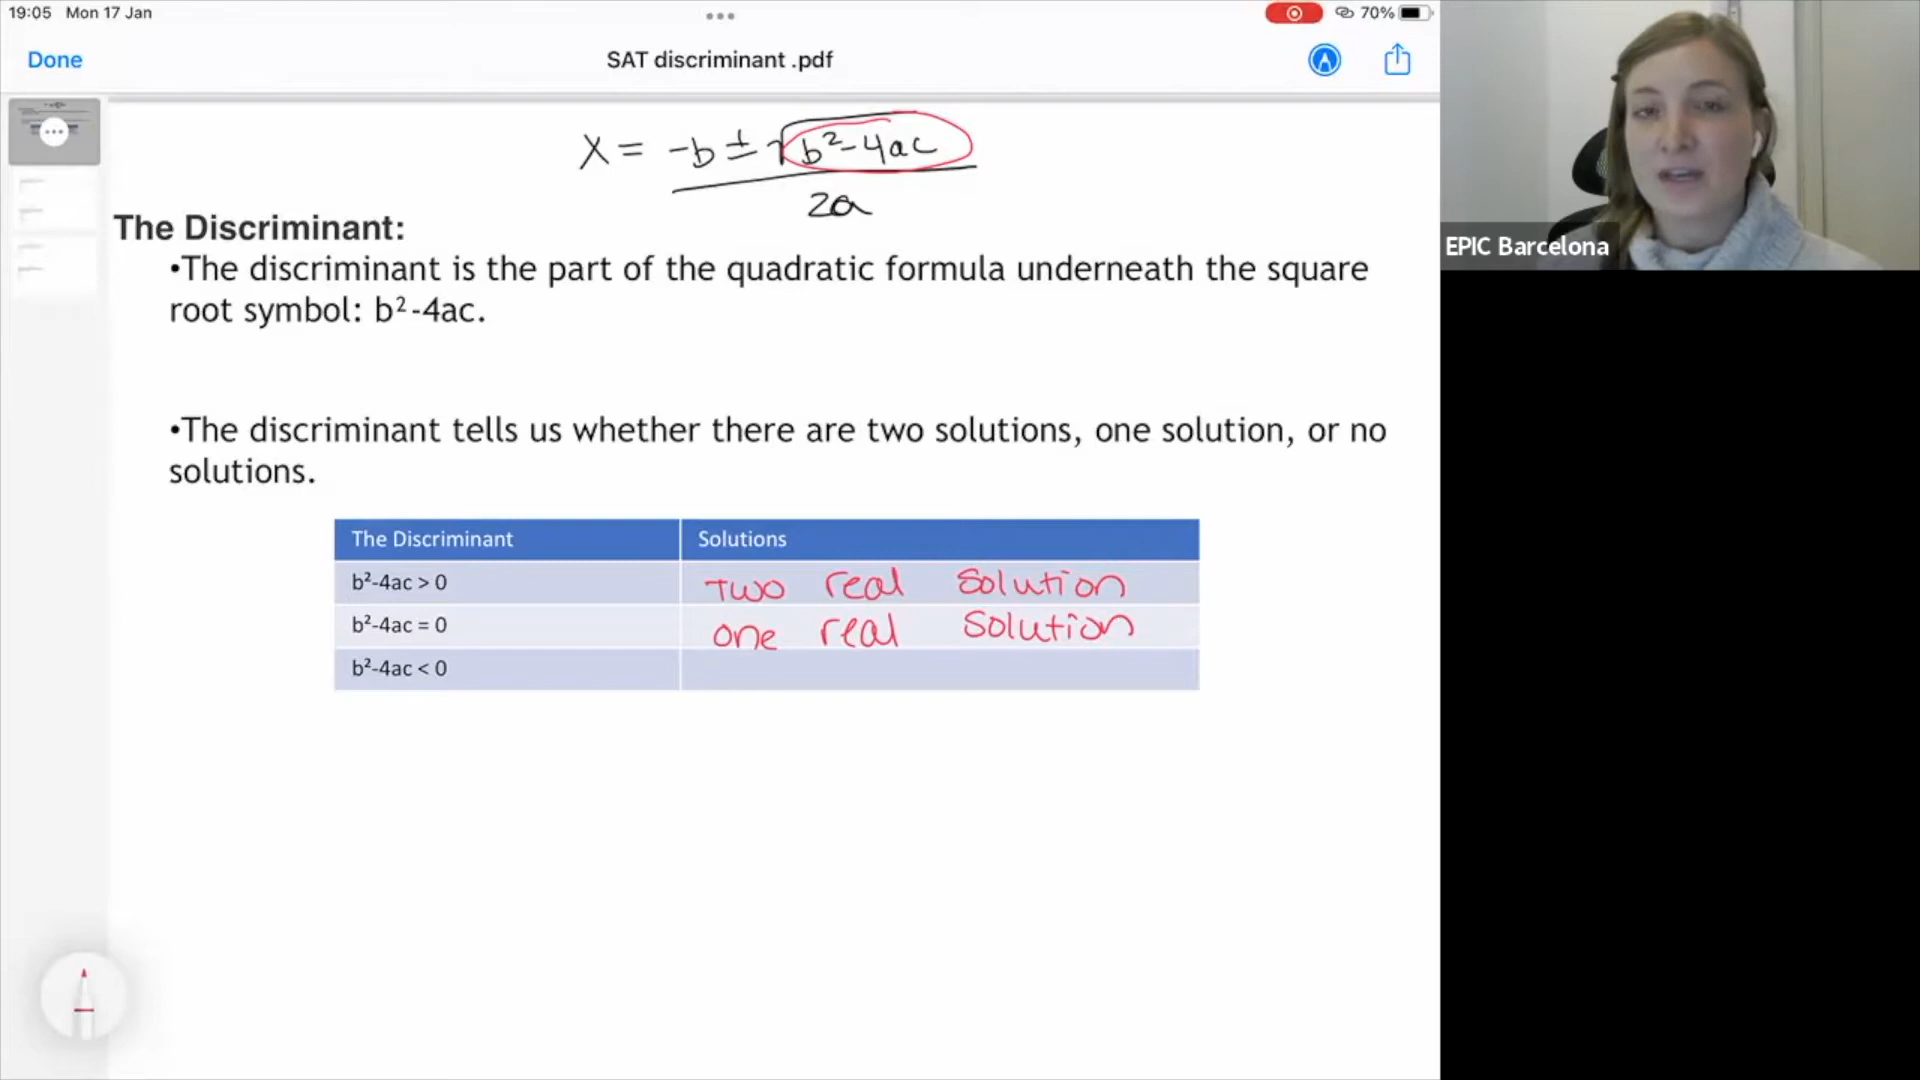 19:05 Mon 17 Jan
70%
Done
SAT discriminant .pdf
X = -b ± √b²-4ac
2a
The Discriminant:
•The discriminant is the part of the quadratic formula underneath the square
root symbol: b²-4ac.
•The discriminant tells us whether there are two solutions, one solution, or no
solutions.
The Discriminant Solutions
b²-4ac > 0 Two real solution
b²-4ac = 0 one real solution
b²-4ac < 0
EPIC Barcelona